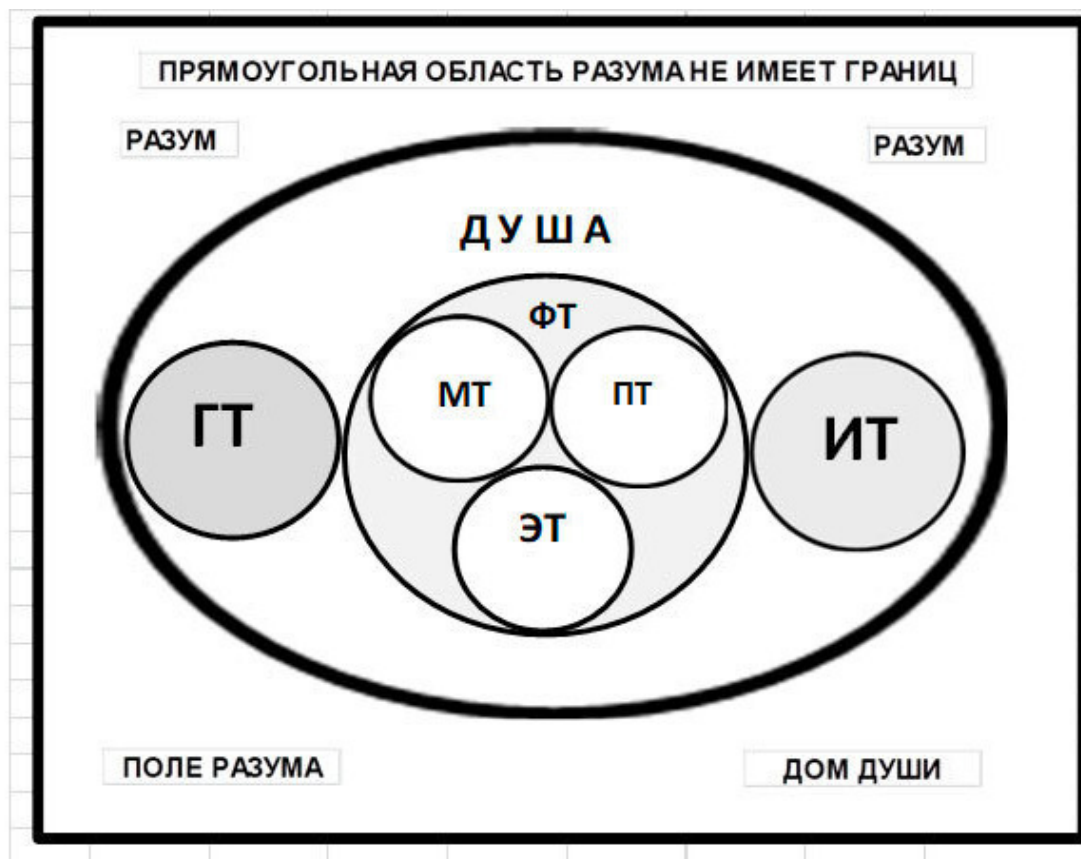 ПРЯМОУГОЛЬНАЯ ОБЛАСТЬ РАЗУМА НЕ ИМЕЕТ ГРАНИЦ
РАЗУМ
РАЗУМ
ДУША
ФТ
МТ
ПТ
ГТ
ИТ
ЭТ
ПОЛЕ РАЗУМА
ДОМ ДУШИ